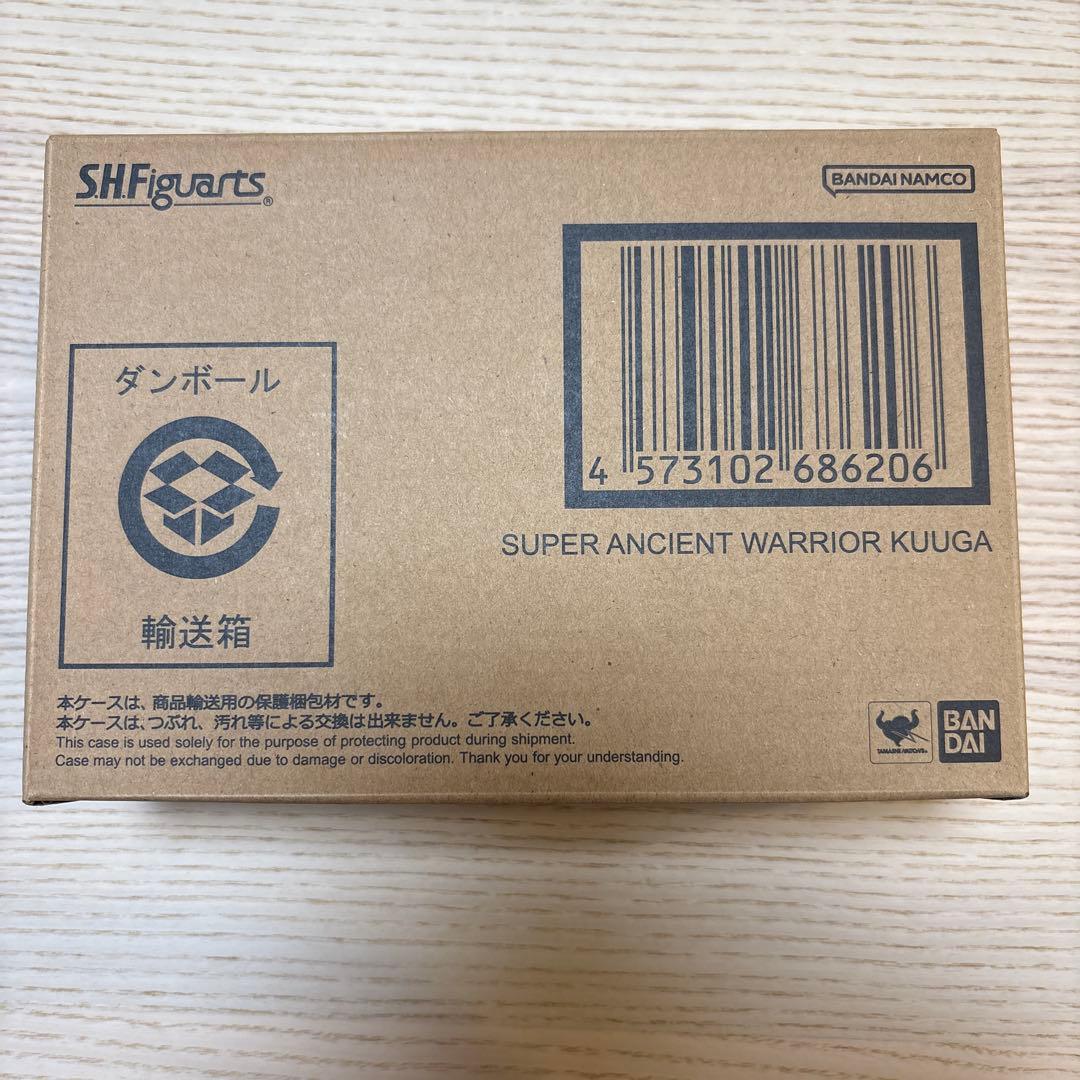 S.H.Figuarts®
BANDAI NAMCO
4 573102 686206
SUPER ANCIENT WARRIOR KUUGA
ダンボール
輸送箱
本ケースは、商品輸送用の保護梱包材です。
本ケースは、つぶれ、汚れ等による交換は出来ません。ご了承ください。
This case is used solely for the purpose of protecting product during shipment.
Case may not be exchanged due to damage or discoloration. Thank you for your understanding.
TAMASHII NATIONS®
BAN
DAI